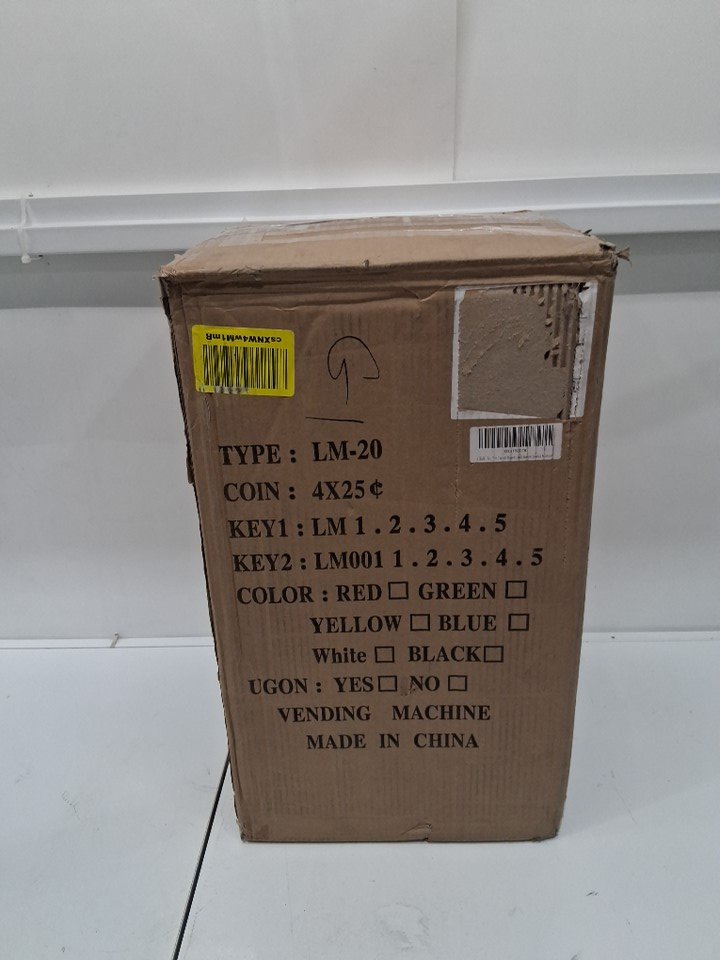 csXNW4wM1mR
TYPE : LM-20
COIN : 4X25¢
KEY1 : LM 1 . 2 . 3 . 4 . 5
KEY2 : LM001 1 . 2 . 3 . 4 . 5
COLOR : RED □ GREEN □
YELLOW □ BLUE □
White □ BLACK □
UGON : YES □ NO □
VENDING MACHINE
MADE IN CHINA